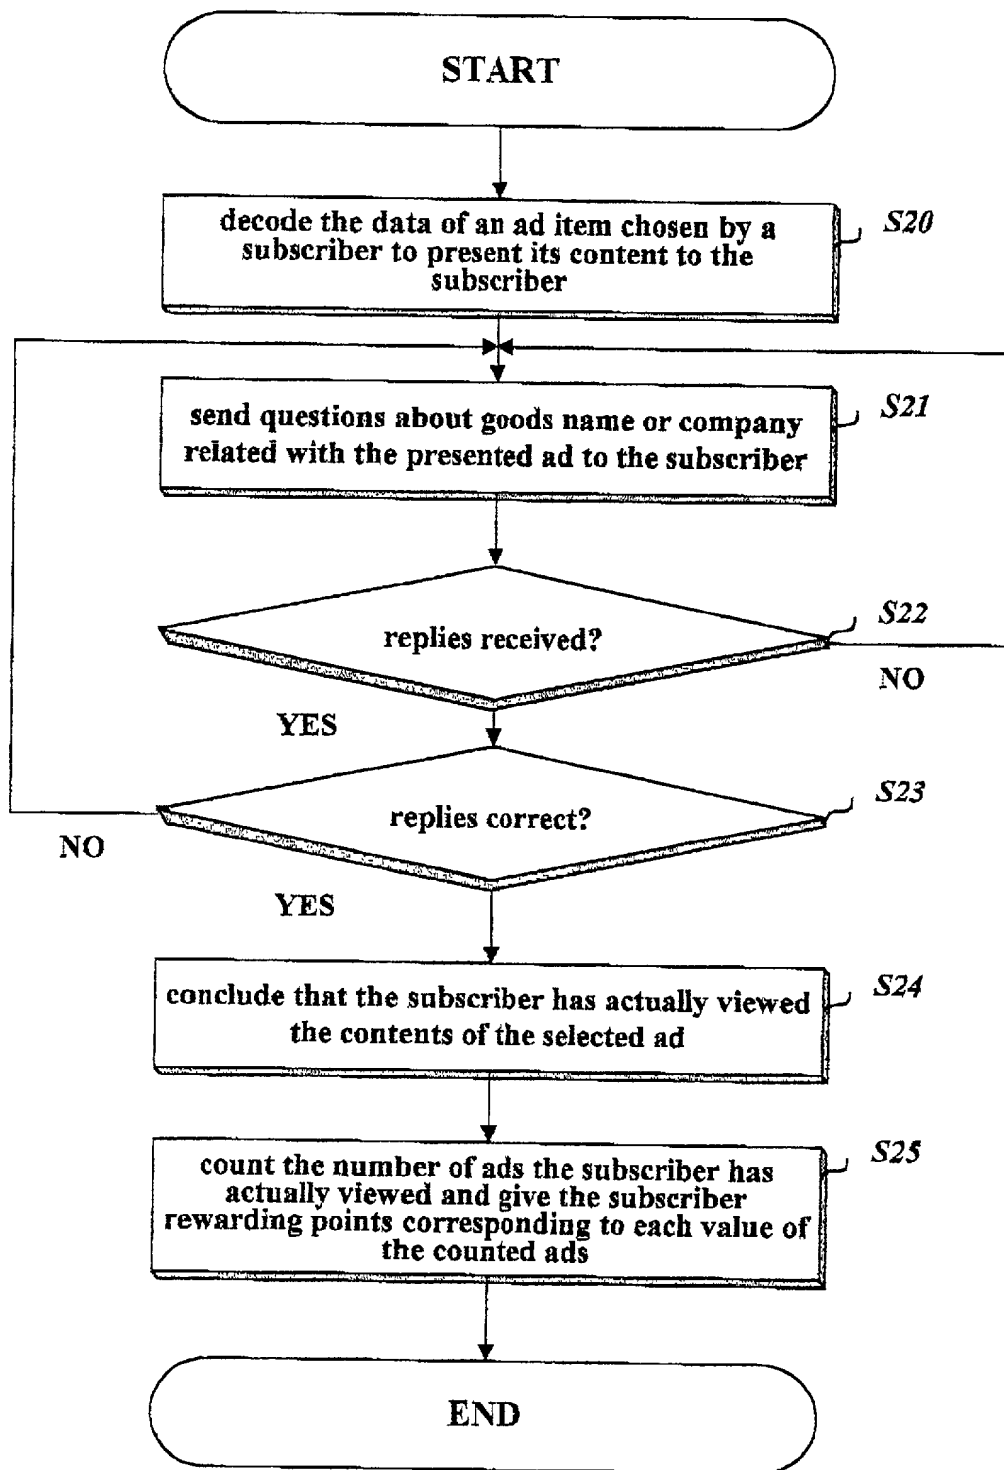 START
decode the data of an ad item chosen by a
subscriber to present its content to the
subscriber
S20
send questions about goods name or company
related with the presented ad to the subscriber
S21
replies received?
S22
NO
YES
replies correct?
S23
NO
YES
conclude that the subscriber has actually viewed
the contents of the selected ad
S24
count the number of ads the subscriber has
actually viewed and give the subscriber
rewarding points corresponding to each value of
the counted ads
S25
END